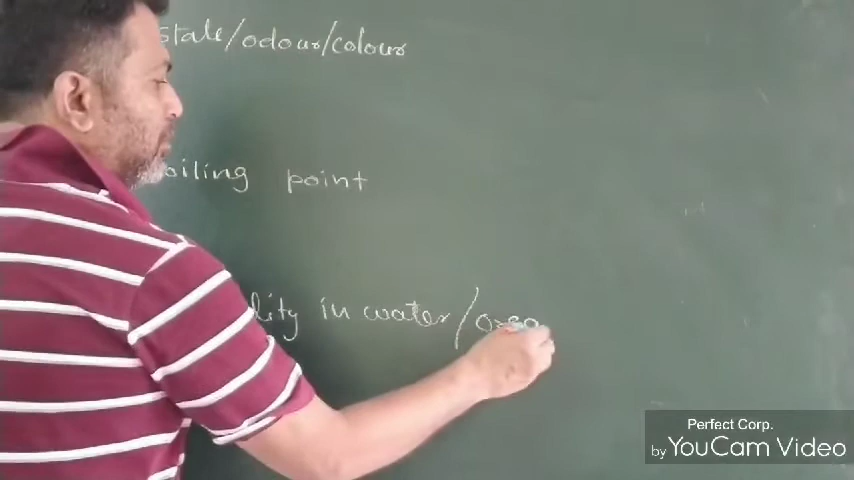 state/odour/colour
oiling point
lity in water/
Perfect Corp.
by YouCam Video